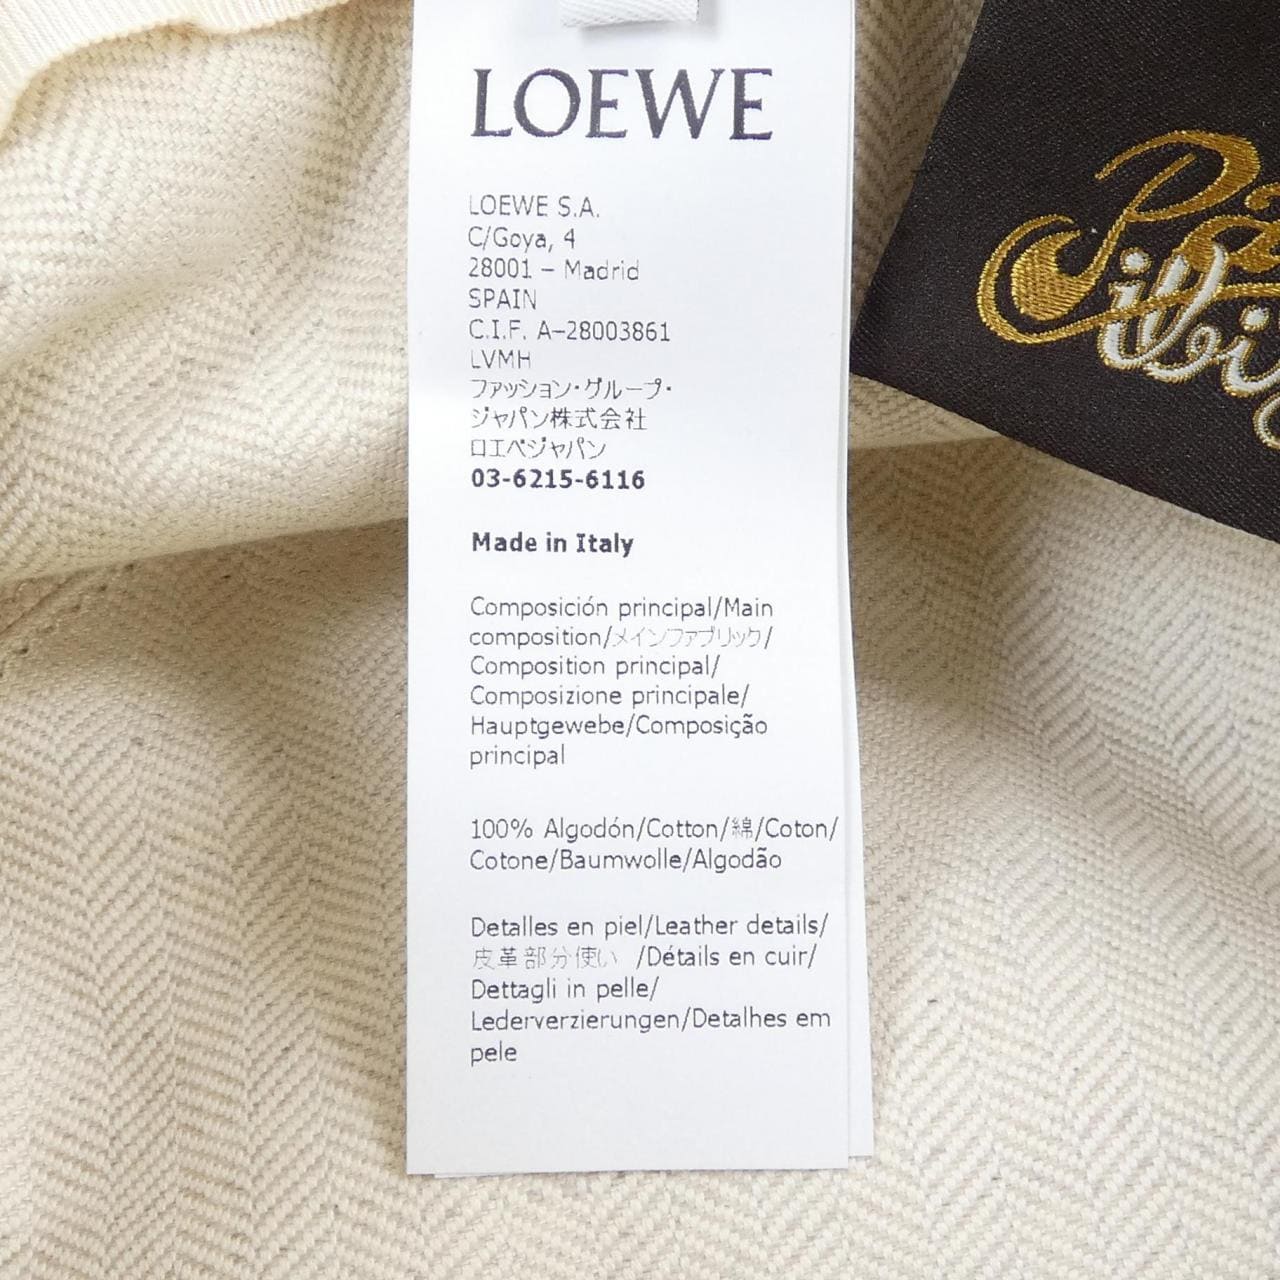 LOEWE
LOEWE S.A.
C/Goya, 4
28001 – Madrid
SPAIN
C.I.F. A–28003861
LVMH
ファッション・グループ・
ジャパン株式会社
ロエベジャパン
03-6215-6116
Made in Italy
Composición principal/Main
composition/メインファブリック/
Composition principal/
Composizione principale/
Hauptgewebe/Composição
principal
100% Algodón/Cotton/綿/Coton/
Cotone/Baumwolle/Algodão
Detalles en piel/Leather details/
皮革部分使い /Détails en cuir/
Dettagli in pelle/
Lederverzierungen/Detalhes em
pele